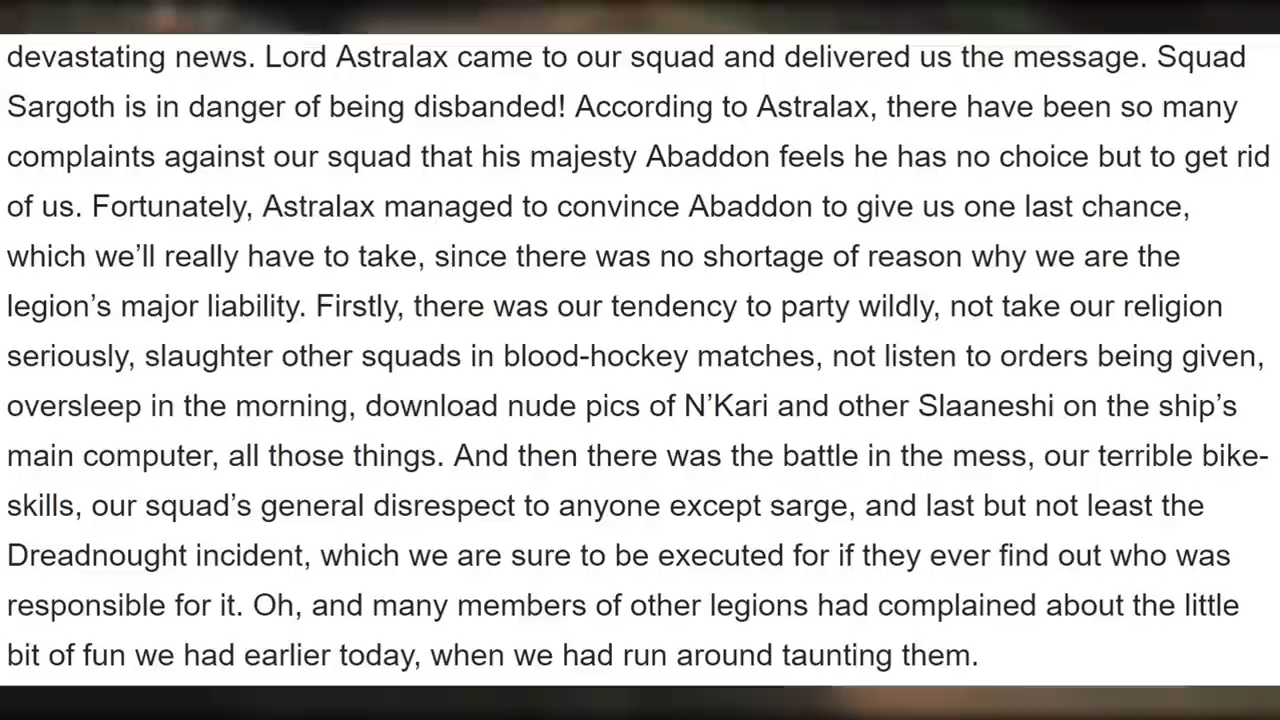 devastating news. Lord Astralax came to our squad and delivered us the message. Squad
Sargoth is in danger of being disbanded! According to Astralax, there have been so many
complaints against our squad that his majesty Abaddon feels he has no choice but to get rid
of us. Fortunately, Astralax managed to convince Abaddon to give us one last chance,
which we’ll really have to take, since there was no shortage of reason why we are the
legion’s major liability. Firstly, there was our tendency to party wildly, not take our religion
seriously, slaughter other squads in blood-hockey matches, not listen to orders being given,
oversleep in the morning, download nude pics of N’Kari and other Slaaneshi on the ship’s
main computer, all those things. And then there was the battle in the mess, our terrible bike-
skills, our squad’s general disrespect to anyone except sarge, and last but not least the
Dreadnought incident, which we are sure to be executed for if they ever find out who was
responsible for it. Oh, and many members of other legions had complained about the little
bit of fun we had earlier today, when we had run around taunting them.